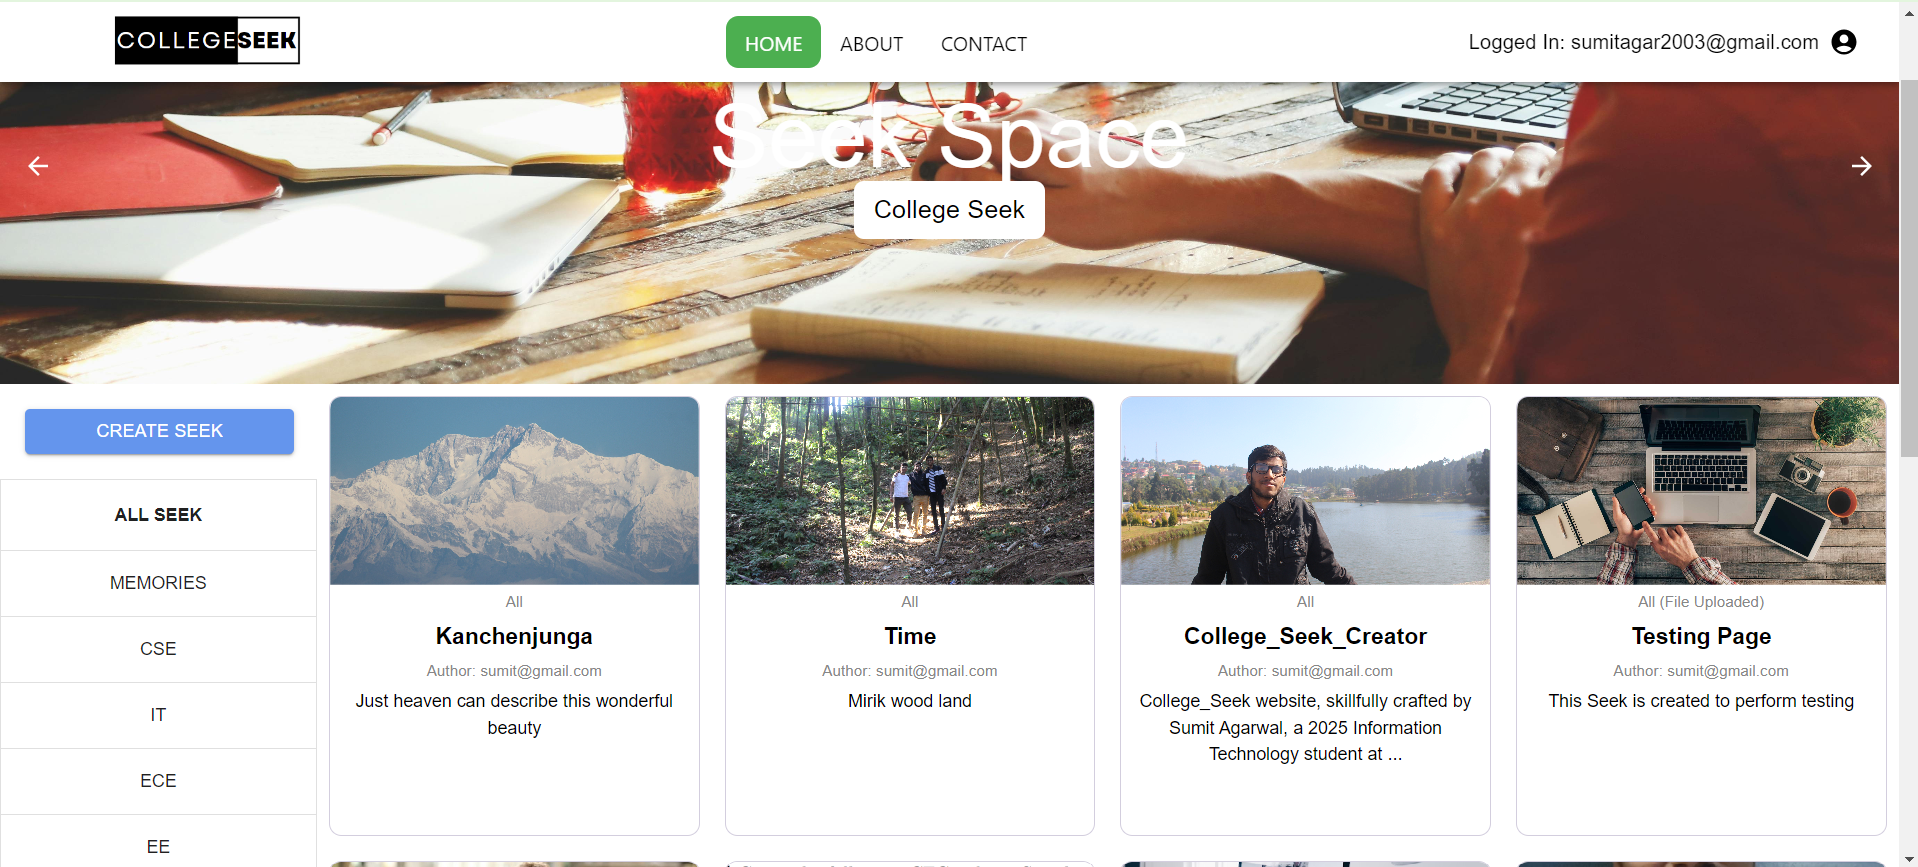 COLLEGESEEK
HOME
ABOUT
CONTACT
Logged In: sumitagar2003@gmail.com
Seek Space
College Seek
CREATE SEEK
ALL SEEK
MEMORIES
CSE
IT
ECE
EE
All
Kanchenjunga
Author: sumit@gmail.com
Just heaven can describe this wonderful
beauty
All
Time
Author: sumit@gmail.com
Mirik wood land
All
College_Seek_Creator
Author: sumit@gmail.com
College_Seek website, skillfully crafted by
Sumit Agarwal, a 2025 Information
Technology student at ...
All (File Uploaded)
Testing Page
Author: sumit@gmail.com
This Seek is created to perform testing